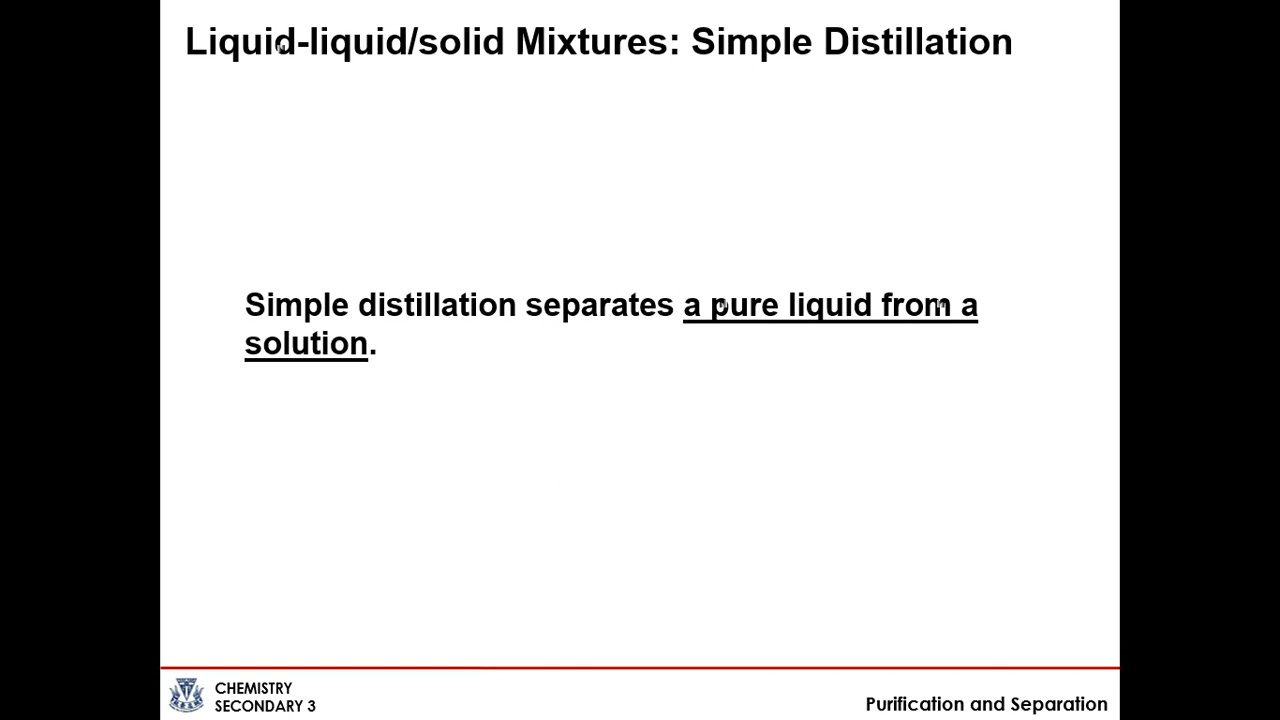 Liquid-liquid/solid Mixtures: Simple Distillation
Simple distillation separates a pure liquid from a
solution.
CHEMISTRY
SECONDARY 3
Purification and Separation